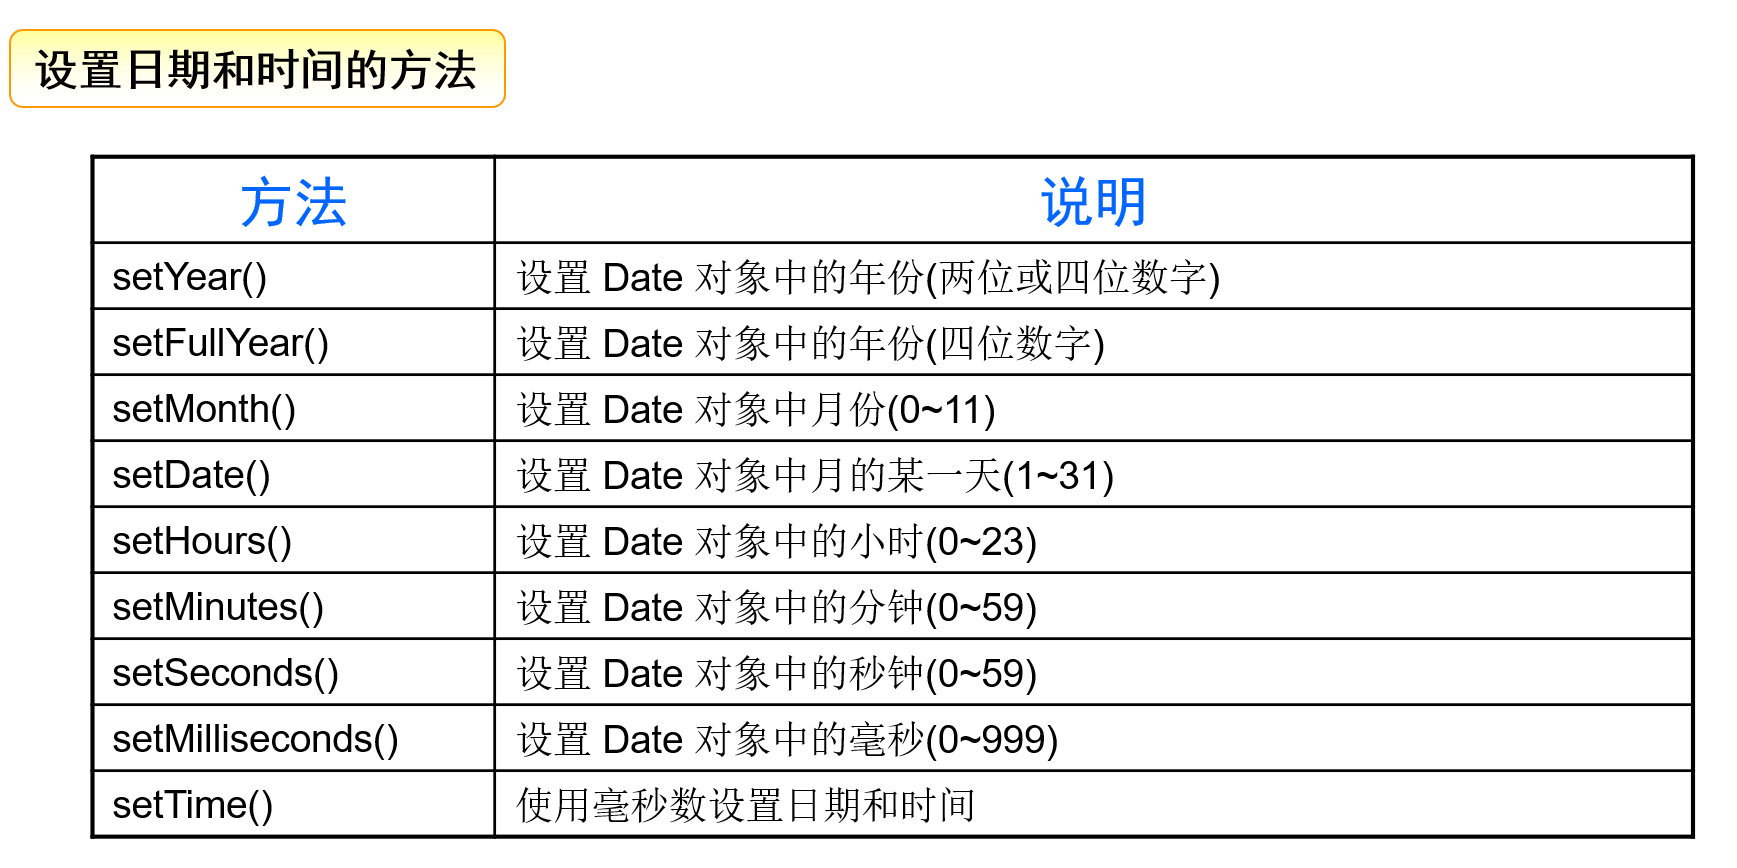 设置日期和时间的方法
方法 说明
setYear() 设置 Date 对象中的年份(两位或四位数字)
setFullYear() 设置 Date 对象中的年份(四位数字)
setMonth() 设置 Date 对象中月份(0~11)
setDate() 设置 Date 对象中月的某一天(1~31)
setHours() 设置 Date 对象中的小时(0~23)
setMinutes() 设置 Date 对象中的分钟(0~59)
setSeconds() 设置 Date 对象中的秒钟(0~59)
setMilliseconds() 设置 Date 对象中的毫秒(0~999)
setTime() 使用毫秒数设置日期和时间